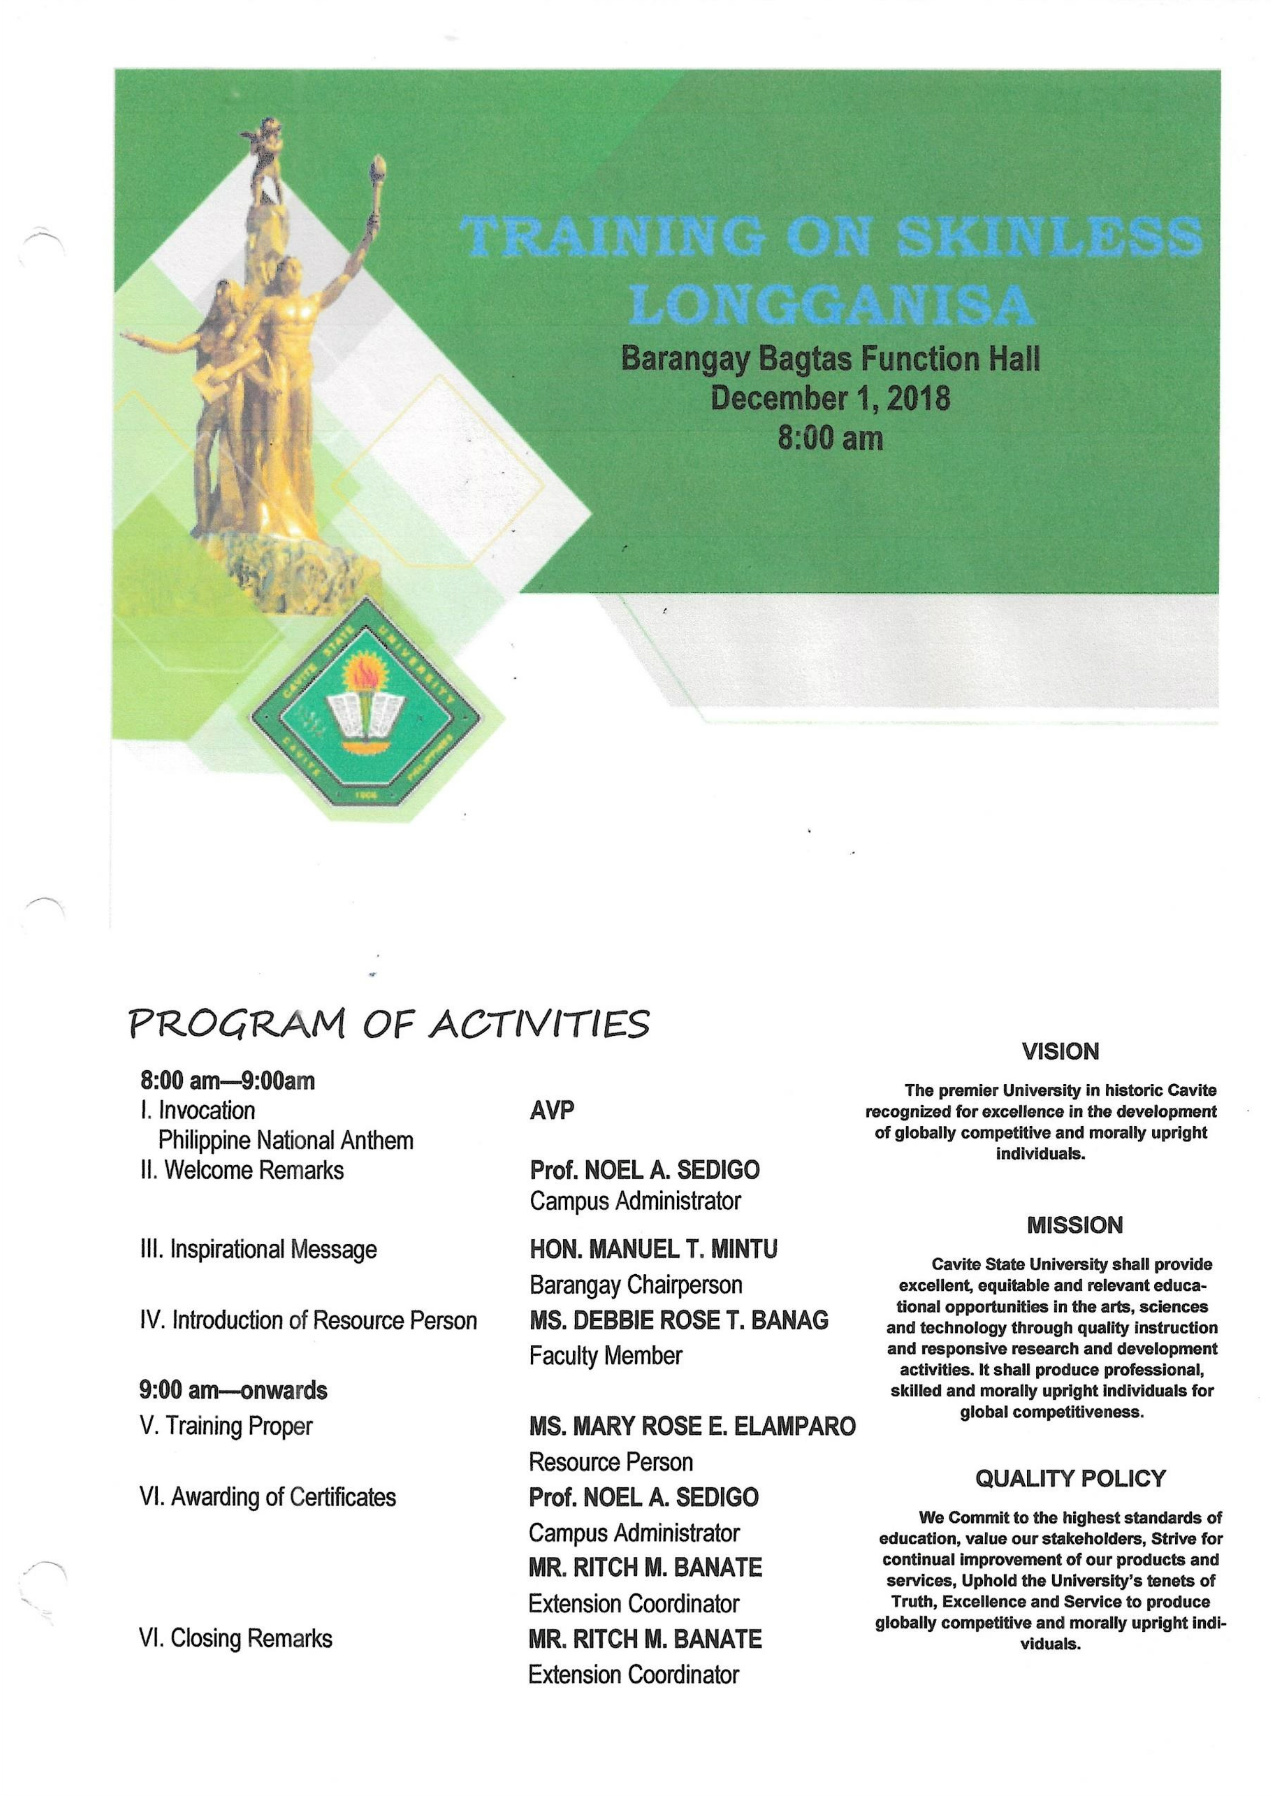 TRAINING ON SKINLESS
LONGGANISA
Barangay Bagtas Function Hall
December 1, 2018
8:00 am
CAVITE STATE UNIVERSITY
CAVITE
PHILIPPINES
1906
PROGRAM OF ACTIVITIES
8:00 am—9:00am
I. Invocation AVP
Philippine National Anthem
II. Welcome Remarks Prof. NOEL A. SEDIGO
Campus Administrator
III. Inspirational Message HON. MANUEL T. MINTU
Barangay Chairperson
IV. Introduction of Resource Person MS. DEBBIE ROSE T. BANAG
Faculty Member
9:00 am—onwards
V. Training Proper MS. MARY ROSE E. ELAMPARO
Resource Person
VI. Awarding of Certificates Prof. NOEL A. SEDIGO
Campus Administrator
MR. RITCH M. BANATE
Extension Coordinator
VI. Closing Remarks MR. RITCH M. BANATE
Extension Coordinator
VISION
The premier University in historic Cavite
recognized for excellence in the development
of globally competitive and morally upright
individuals.
MISSION
Cavite State University shall provide
excellent, equitable and relevant educa-
tional opportunities in the arts, sciences
and technology through quality instruction
and responsive research and development
activities. It shall produce professional,
skilled and morally upright individuals for
global competitiveness.
QUALITY POLICY
We Commit to the highest standards of
education, value our stakeholders, Strive for
continual improvement of our products and
services, Uphold the University's tenets of
Truth, Excellence and Service to produce
globally competitive and morally upright indi-
viduals.